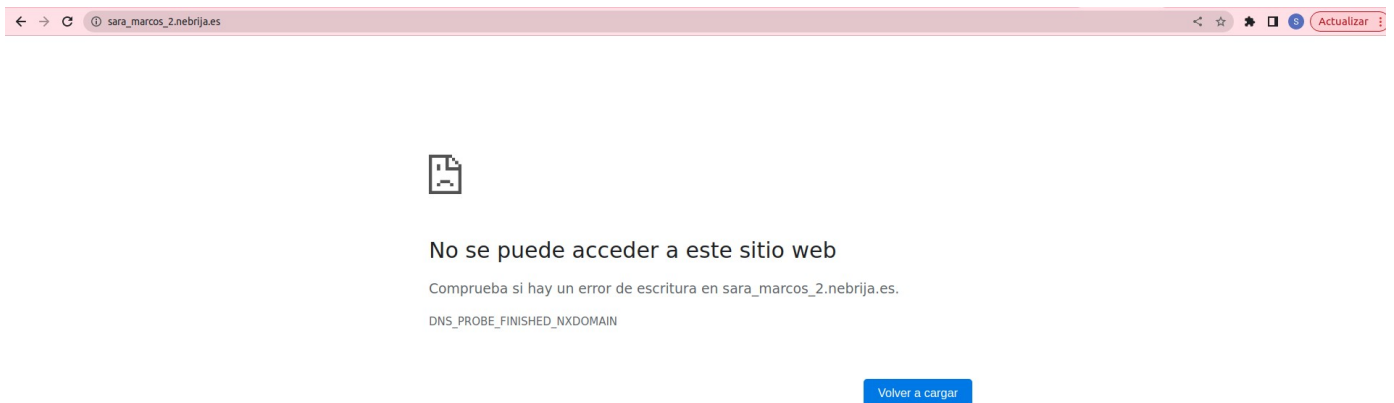 sara_marcos_2.nebrija.es
S
Actualizar
No se puede acceder a este sitio web
Comprueba si hay un error de escritura en sara_marcos_2.nebrija.es.
DNS_PROBE_FINISHED_NXDOMAIN
Volver a cargar